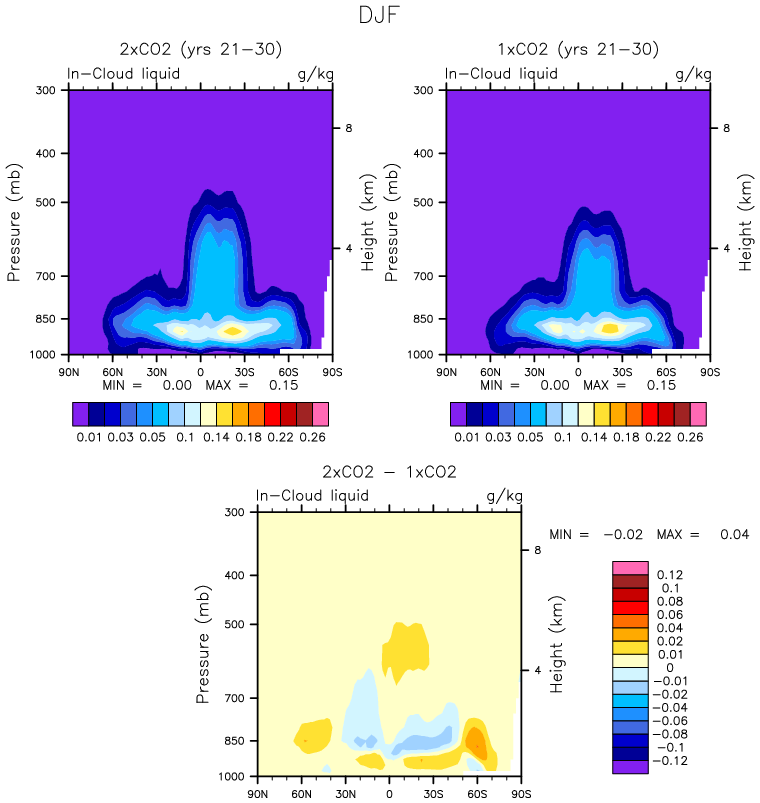 DJF
2xCO2 (yrs 21-30) 1xCO2 (yrs 21-30)
In-Cloud liquid g/kg In-Cloud liquid g/kg
300 300
8 8
400 400
500 500
4 4
700 700
850 850
1000 1000
Pressure (mb) Height (km) Pressure (mb) Height (km)
90N 60N 30N 0 30S 60S 90S 90N 60N 30N 0 30S 60S 90S
MIN = 0.00 MAX = 0.15 MIN = 0.00 MAX = 0.15
0.01 0.03 0.05 0.1 0.14 0.18 0.22 0.26 0.01 0.03 0.05 0.1 0.14 0.18 0.22 0.26
2xCO2 - 1xCO2
In-Cloud liquid g/kg
300
MIN = -0.02 MAX = 0.04
8
400
500
4
700
850
1000
Pressure (mb) Height (km)
90N 60N 30N 0 30S 60S 90S
0.12
0.1
0.08
0.06
0.04
0.02
0.01
0
-0.01
-0.02
-0.04
-0.06
-0.08
-0.1
-0.12